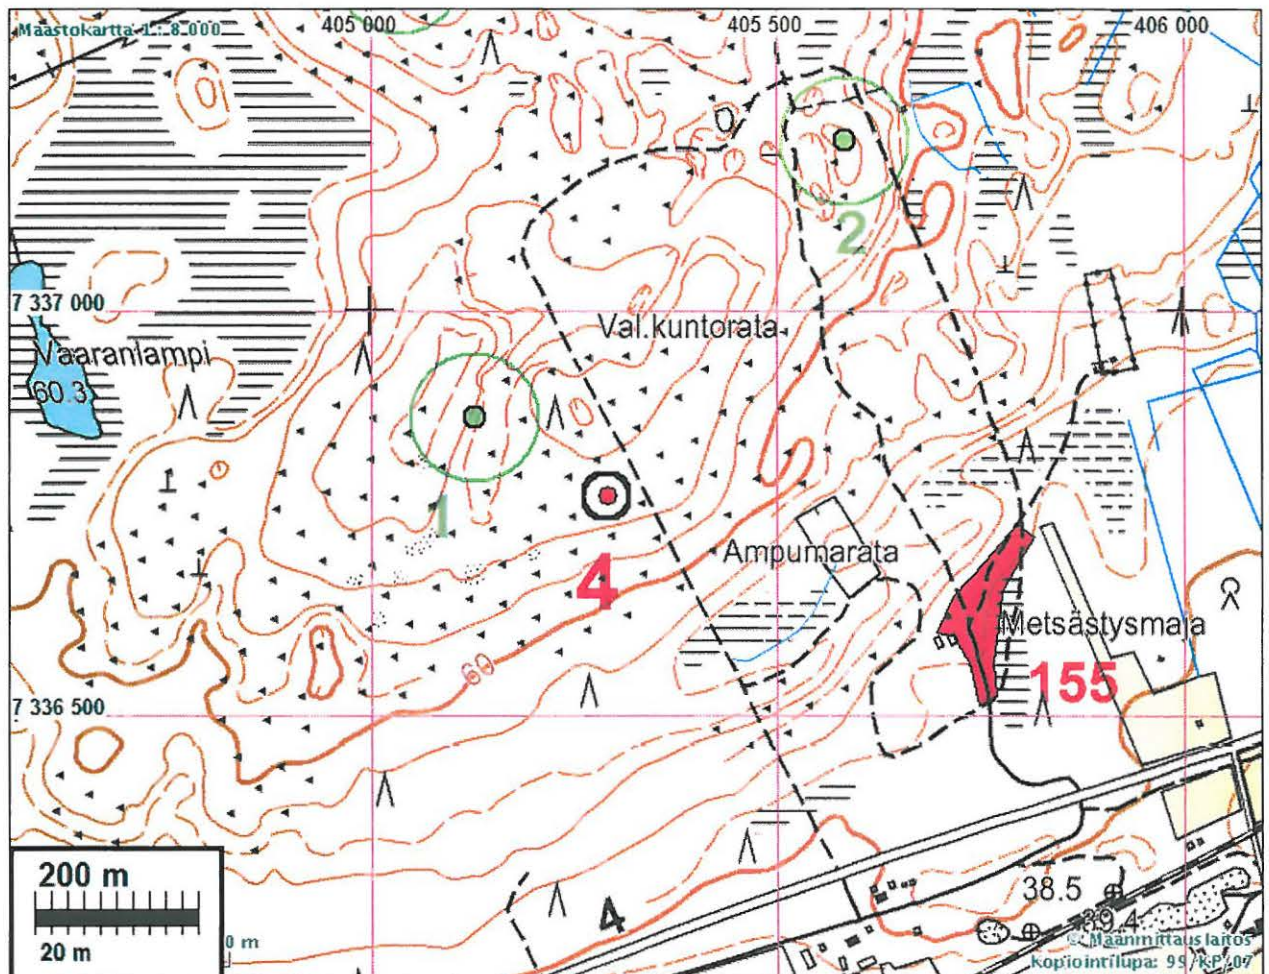 Maastokartta 1 : 8 000
405 000
405 500
406 000
2
7 337 000
Val.kuntorata
Vaaranlampi
60.3
1
Ampumarata
4
Metsästysmaja
60
155
7 336 500
200 m
20 m
0 m
4
38.5
39.4
© Maanmittauslaitos
kopiointilupa: 99/KP/07